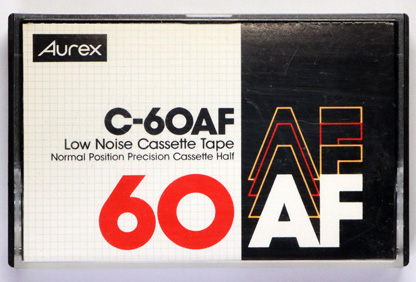 Aurex
C-60AF
Low Noise Cassette Tape
Normal Position Precision Cassette Half
60 AF
AF